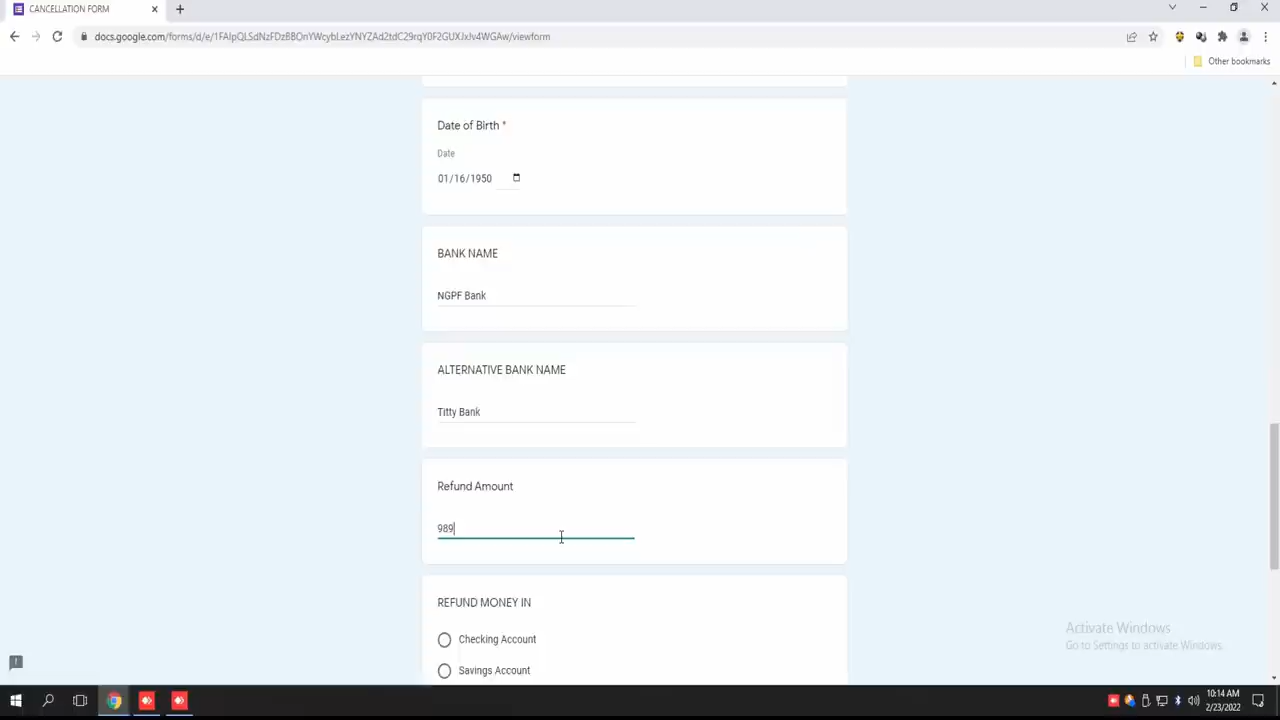 CANCELLATION FORM
docs.google.com/forms/d/e/1FAIpQLSdNzFDzBBOnYWcybLezYNYZAd2tdC29rqY0F2GUXJxJv4WGAw/viewform
Other bookmarks
Date of Birth *
Date
01/16/1950
BANK NAME
NGPF Bank
ALTERNATIVE BANK NAME
Titty Bank
Refund Amount
989
REFUND MONEY IN
Checking Account
Savings Account
Activate Windows
Go to Settings to activate Windows.
10:14 AM
2/23/2022